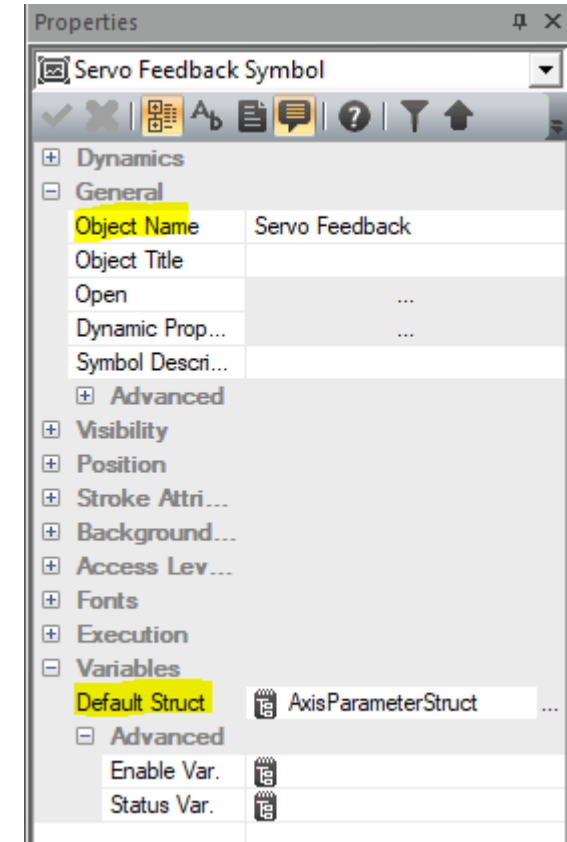 Properties
Servo Feedback Symbol
Dynamics
General
Object Name Servo Feedback
Object Title
Open ...
Dynamic Prop... ...
Symbol Descri...
Advanced
Visibility
Position
Stroke Attri...
Background...
Access Lev...
Fonts
Execution
Variables
Default Struct AxisParameterStruct ...
Advanced
Enable Var.
Status Var.